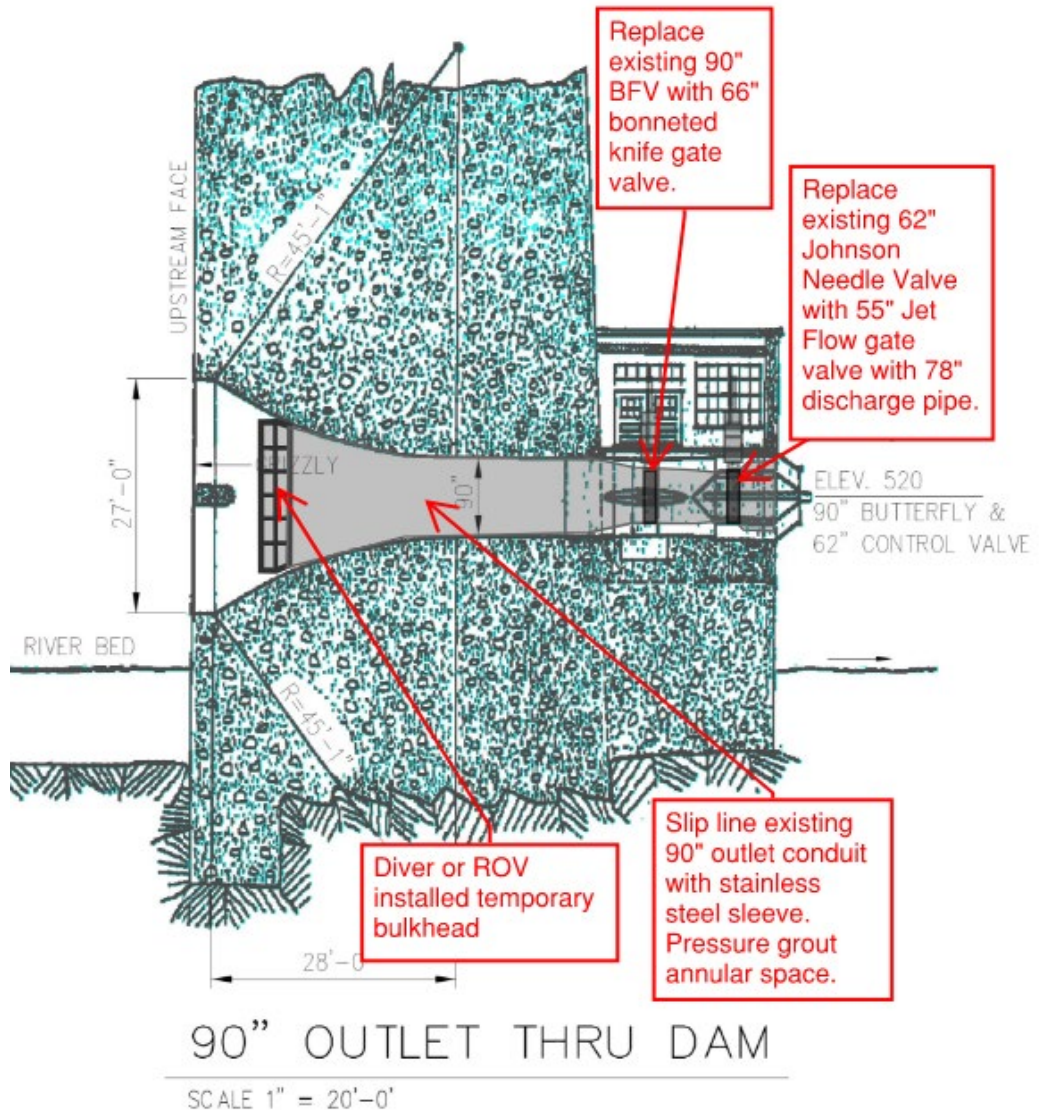 Replace
existing 90"
BFV with 66"
bonneted
knife gate
valve.
Replace
existing 62"
Johnson
Needle Valve
with 55" Jet
Flow gate
valve with 78"
discharge pipe.
UPSTREAM FACE
R=45'-1"
GRIZZLY
27'-0"
90"
ELEV. 520
90" BUTTERFLY &
62" CONTROL VALVE
RIVER BED
R=45'-1"
Diver or ROV
installed temporary
bulkhead
Slip line existing
90" outlet conduit
with stainless
steel sleeve.
Pressure grout
annular space.
28'-0
90" OUTLET THRU DAM
SCALE 1" = 20'-0'